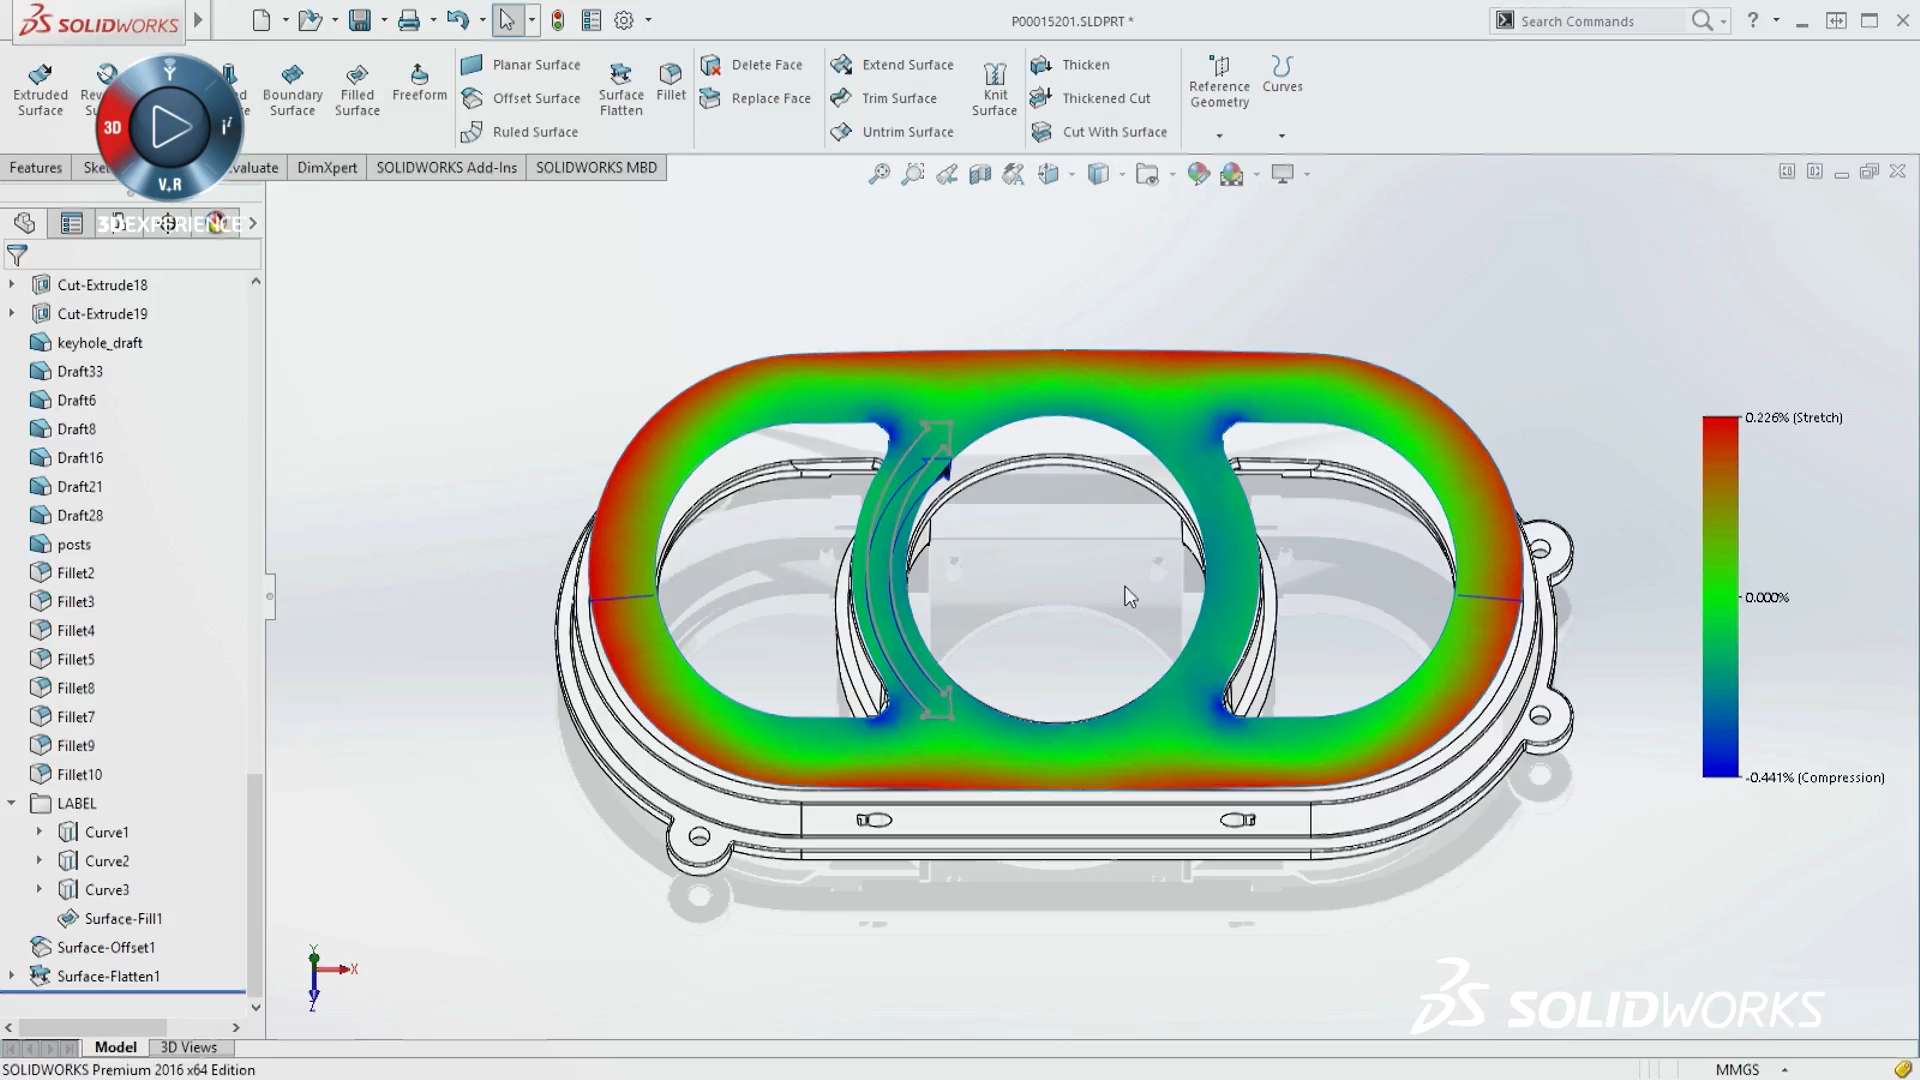 SOLIDWORKS
P00015201.SLDPRT *
Search Commands
?
Extruded Surface
Boundary Surface
Filled Surface
Freeform
Planar Surface
Offset Surface
Ruled Surface
Surface Flatten
Fillet
Delete Face
Replace Face
Extend Surface
Trim Surface
Untrim Surface
Knit Surface
Thicken
Thickened Cut
Cut With Surface
Reference Geometry
Curves
3D
V,R
i²
Features
DimXpert
SOLIDWORKS Add-Ins
SOLIDWORKS MBD
3DEXPERIENCE
Cut-Extrude18
Cut-Extrude19
keyhole_draft
Draft33
Draft6
Draft8
Draft16
Draft21
Draft28
posts
Fillet2
Fillet3
Fillet4
Fillet5
Fillet8
Fillet7
Fillet9
Fillet10
LABEL
Curve1
Curve2
Curve3
Surface-Fill1
Surface-Offset1
Surface-Flatten1
0.226% (Stretch)
0.000%
-0.441% (Compression)
Y
X
Z
SOLIDWORKS
Model
3D Views
SOLIDWORKS Premium 2016 x64 Edition
MMGS